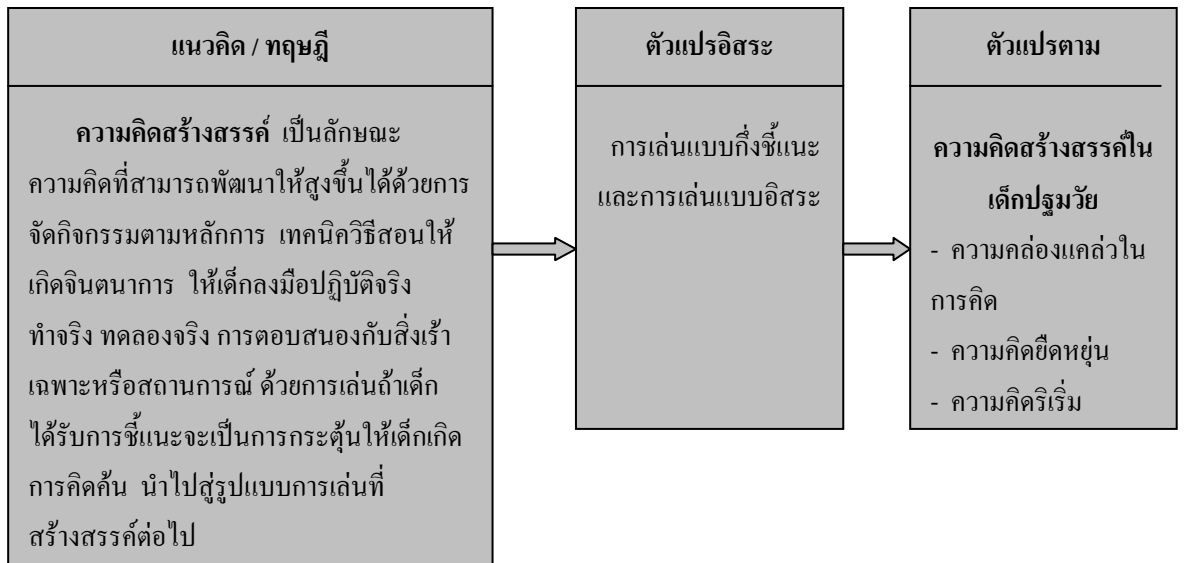 แนวคิด / ทฤษฎี
ความคิดสร้างสรรค์ เป็นลักษณะ
ความคิดที่สามารถพัฒนาให้สูงขึ้นได้ด้วยการ
จัดกิจกรรมตามหลักการ เทคนิควิธีสอนให้
เกิดจินตนาการ ให้เด็กลงมือปฏิบัติจริง
ทำจริง ทดลองจริง การตอบสนองกับสิ่งเร้า
เฉพาะหรือสถานการณ์ ด้วยการเล่นถ้าเด็ก
ได้รับการชี้แนะจะเป็นการกระตุ้นให้เด็กเกิด
การคิดค้น นำไปสู่รูปแบบการเล่นที่
สร้างสรรค์ต่อไป
ตัวแปรอิสระ
การเล่นแบบกึ่งชี้แนะ
และการเล่นแบบอิสระ
ตัวแปรตาม
ความคิดสร้างสรรค์ใน
เด็กปฐมวัย
- ความคล่องแคล่วใน
การคิด
- ความคิดยืดหยุ่น
- ความคิดริเริ่ม